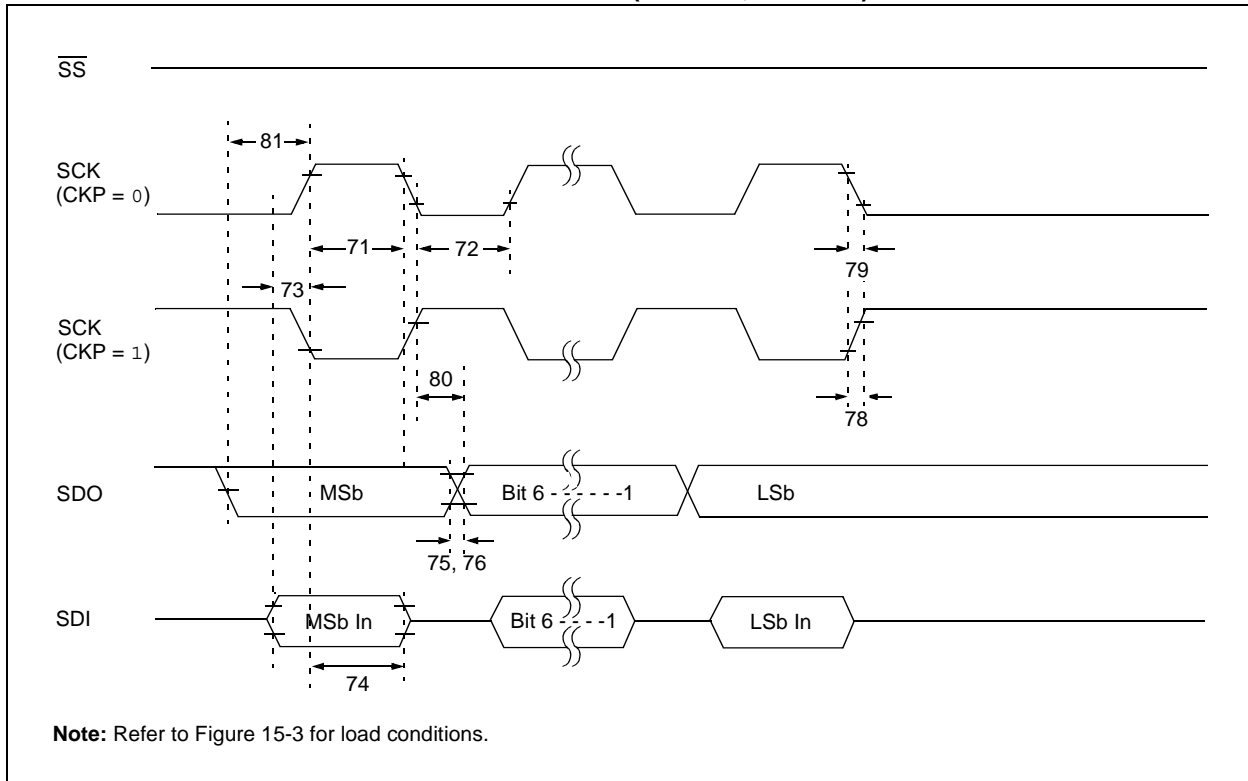 SS
81
SCK
(CKP = 0)
71
72
79
73
SCK
(CKP = 1)
80
78
SDO
MSb
Bit 6 - - - - - - -1
LSb
75, 76
SDI
MSb In
Bit 6 - - - -1
LSb In
74
Note: Refer to Figure 15-3 for load conditions.